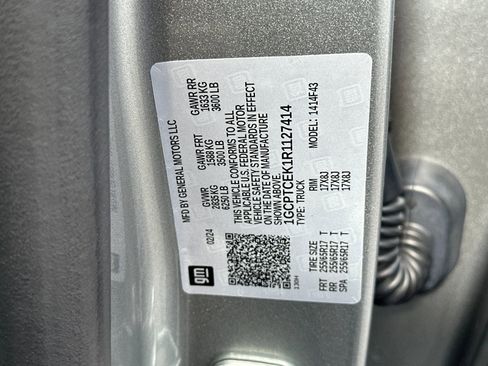 MFD BY GENERAL MOTORS LLC
02/24
GVWR GAWR FRT GAWR RR
2835 KG 1588 KG 1633 KG
6250 LB 3500 LB 3600 LB
THIS VEHICLE CONFORMS TO ALL
APPLICABLE U.S. FEDERAL MOTOR
VEHICLE SAFETY STANDARDS IN EFFECT
ON THE DATE OF MANUFACTURE
SHOWN ABOVE.
1GCPTCEK1R1127414
TYPE: TRUCK MODEL: 1414F43
TIRE SIZE RIM
FRT 255/65R17 T 17X8J
RR 255/65R17 T 17X8J
SPA 255/65R17 T 17X8J
gm